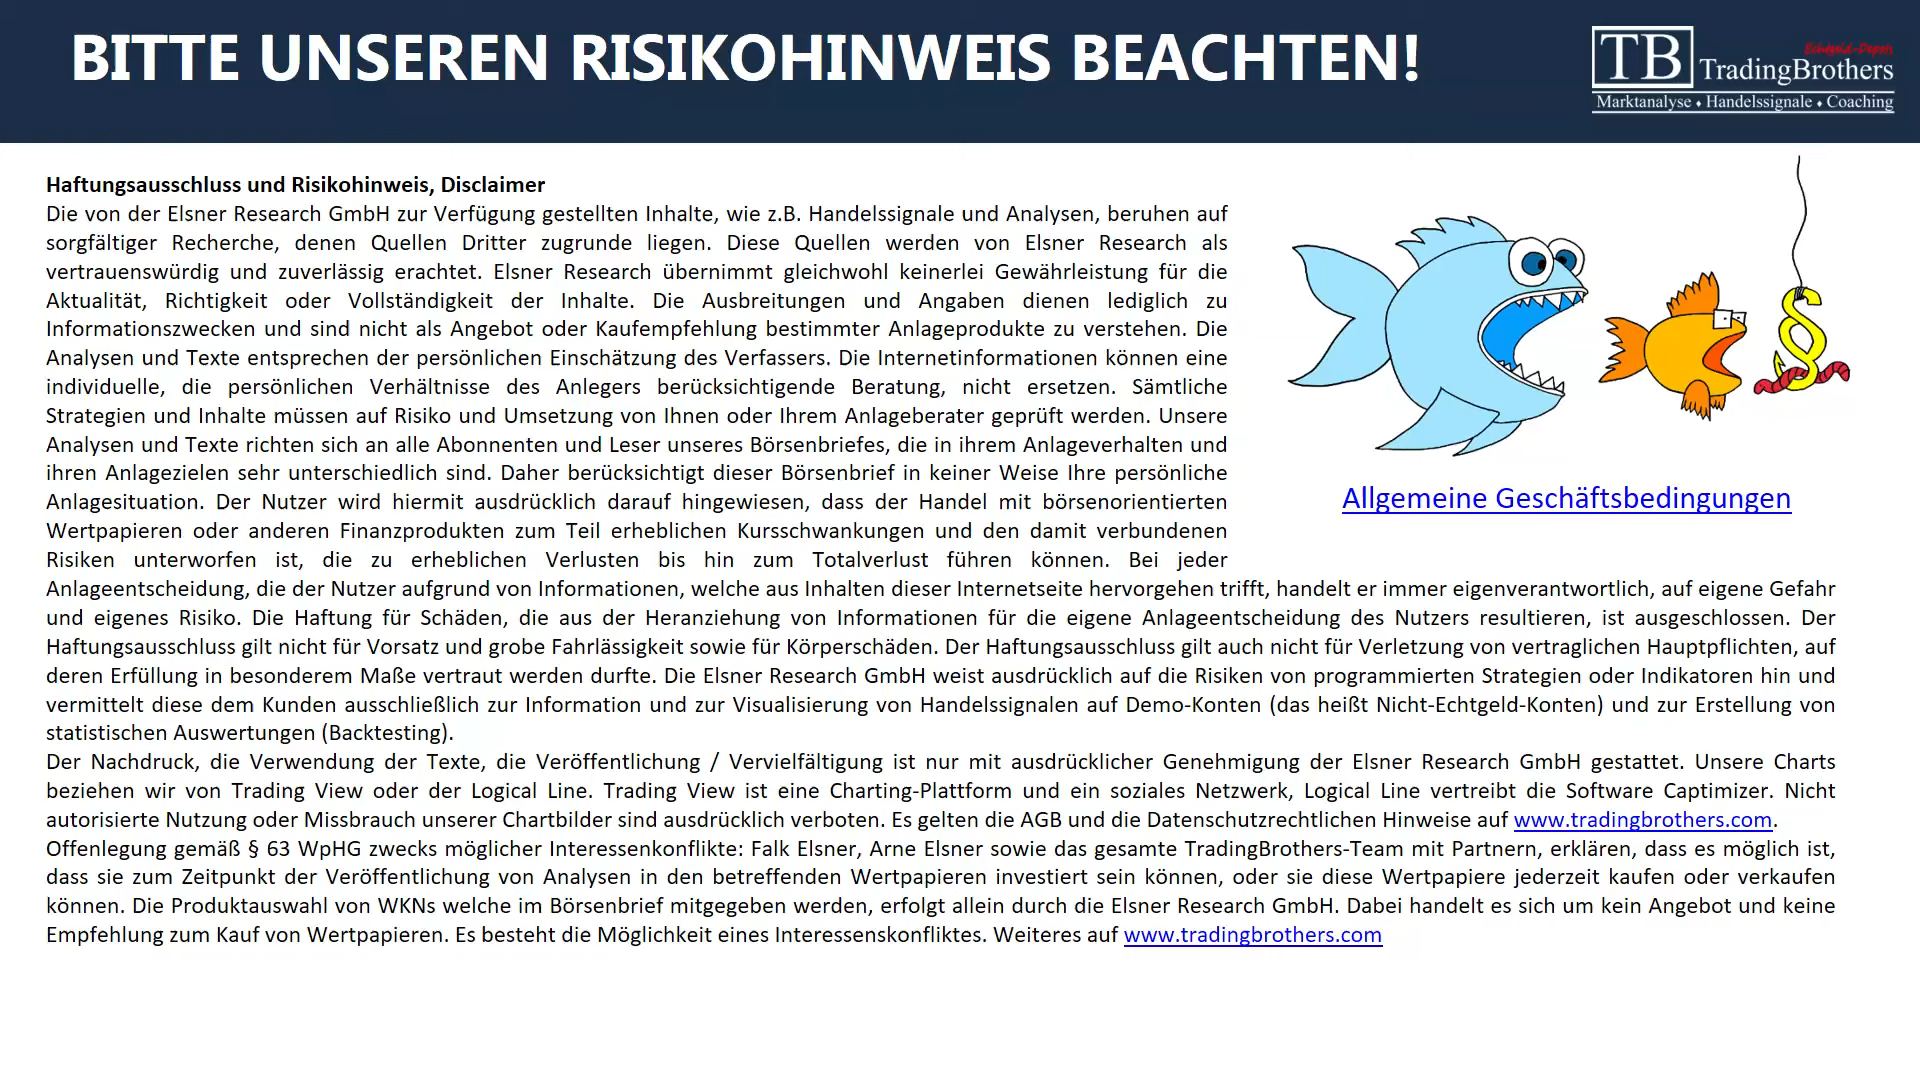 BITTE UNSEREN RISIKOHINWEIS BEACHTEN!
TB
Echtgeld-Depot
TradingBrothers
Marktanalyse ♦ Handelssignale ♦ Coaching
Haftungsausschluss und Risikohinweis, Disclaimer
Die von der Elsner Research GmbH zur Verfügung gestellten Inhalte, wie z.B. Handelssignale und Analysen, beruhen auf
sorgfältiger Recherche, denen Quellen Dritter zugrunde liegen. Diese Quellen werden von Elsner Research als
vertrauenswürdig und zuverlässig erachtet. Elsner Research übernimmt gleichwohl keinerlei Gewährleistung für die
Aktualität, Richtigkeit oder Vollständigkeit der Inhalte. Die Ausbreitungen und Angaben dienen lediglich zu
Informationszwecken und sind nicht als Angebot oder Kaufempfehlung bestimmter Anlageprodukte zu verstehen. Die
Analysen und Texte entsprechen der persönlichen Einschätzung des Verfassers. Die Internetinformationen können eine
individuelle, die persönlichen Verhältnisse des Anlegers berücksichtigende Beratung, nicht ersetzen. Sämtliche
Strategien und Inhalte müssen auf Risiko und Umsetzung von Ihnen oder Ihrem Anlageberater geprüft werden. Unsere
Analysen und Texte richten sich an alle Abonnenten und Leser unseres Börsenbriefes, die in ihrem Anlageverhalten und
ihren Anlagezielen sehr unterschiedlich sind. Daher berücksichtigt dieser Börsenbrief in keiner Weise Ihre persönliche
Anlagesituation. Der Nutzer wird hiermit ausdrücklich darauf hingewiesen, dass der Handel mit börsenorientierten
Wertpapieren oder anderen Finanzprodukten zum Teil erheblichen Kursschwankungen und den damit verbundenen
Risiken unterworfen ist, die zu erheblichen Verlusten bis hin zum Totalverlust führen können. Bei jeder
Anlageentscheidung, die der Nutzer aufgrund von Informationen, welche aus Inhalten dieser Internetseite hervorgehen trifft, handelt er immer eigenverantwortlich, auf eigene Gefahr
und eigenes Risiko. Die Haftung für Schäden, die aus der Heranziehung von Informationen für die eigene Anlageentscheidung des Nutzers resultieren, ist ausgeschlossen. Der
Haftungsausschluss gilt nicht für Vorsatz und grobe Fahrlässigkeit sowie für Körperschäden. Der Haftungsausschluss gilt auch nicht für Verletzung von vertraglichen Hauptpflichten, auf
deren Erfüllung in besonderem Maße vertraut werden durfte. Die Elsner Research GmbH weist ausdrücklich auf die Risiken von programmierten Strategien oder Indikatoren hin und
vermittelt diese dem Kunden ausschließlich zur Information und zur Visualisierung von Handelssignalen auf Demo-Konten (das heißt Nicht-Echtgeld-Konten) und zur Erstellung von
statistischen Auswertungen (Backtesting).
Der Nachdruck, die Verwendung der Texte, die Veröffentlichung / Vervielfältigung ist nur mit ausdrücklicher Genehmigung der Elsner Research GmbH gestattet. Unsere Charts
beziehen wir von Trading View oder der Logical Line. Trading View ist eine Charting-Plattform und ein soziales Netzwerk, Logical Line vertreibt die Software Captimizer. Nicht
autorisierte Nutzung oder Missbrauch unserer Chartbilder sind ausdrücklich verboten. Es gelten die AGB und die Datenschutzrechtlichen Hinweise auf www.tradingbrothers.com.
Offenlegung gemäß § 63 WpHG zwecks möglicher Interessenkonflikte: Falk Elsner, Arne Elsner sowie das gesamte TradingBrothers-Team mit Partnern, erklären, dass es möglich ist,
dass sie zum Zeitpunkt der Veröffentlichung von Analysen in den betreffenden Wertpapieren investiert sein können, oder sie diese Wertpapiere jederzeit kaufen oder verkaufen
können. Die Produktauswahl von WKNs welche im Börsenbrief mitgegeben werden, erfolgt allein durch die Elsner Research GmbH. Dabei handelt es sich um kein Angebot und keine
Empfehlung zum Kauf von Wertpapieren. Es besteht die Möglichkeit eines Interessenskonfliktes. Weiteres auf www.tradingbrothers.com
§
Allgemeine Geschäftsbedingungen